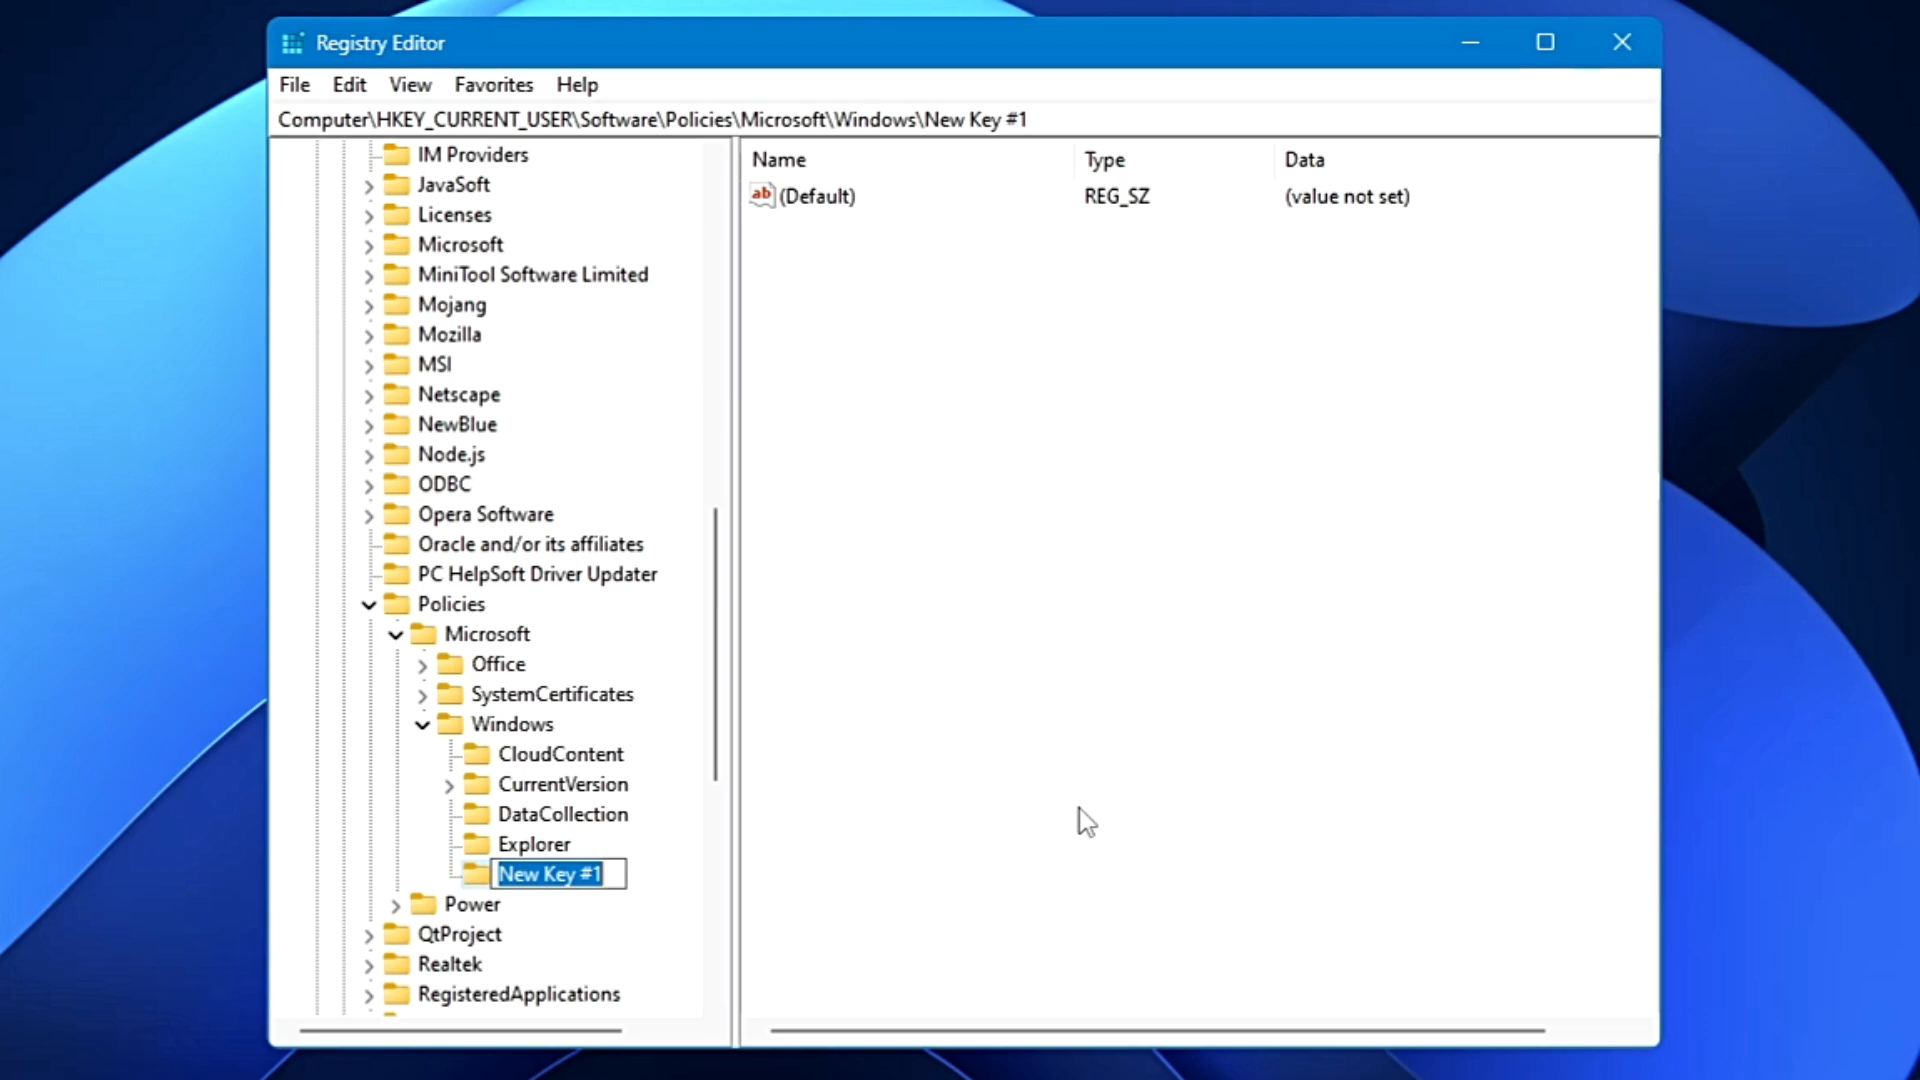 Registry Editor
File Edit View Favorites Help
Computer\HKEY_CURRENT_USER\Software\Policies\Microsoft\Windows\New Key #1
IM Providers
JavaSoft
Licenses
Microsoft
MiniTool Software Limited
Mojang
Mozilla
MSI
Netscape
NewBlue
Node.js
ODBC
Opera Software
Oracle and/or its affiliates
PC HelpSoft Driver Updater
Policies
Microsoft
Office
SystemCertificates
Windows
CloudContent
CurrentVersion
DataCollection
Explorer
New Key #1
Power
QtProject
Realtek
RegisteredApplications
Name Type Data
ab (Default) REG_SZ (value not set)